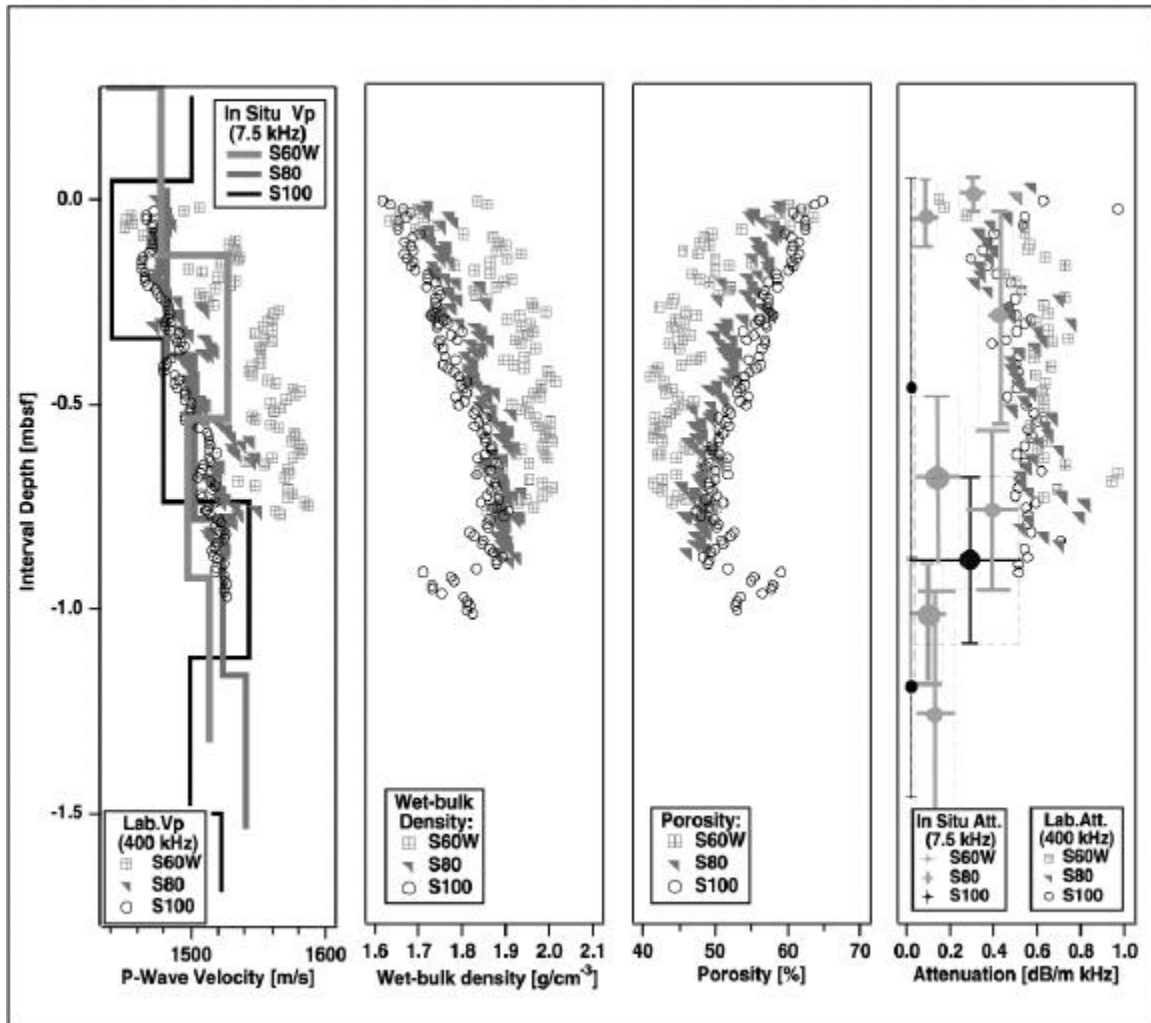 In Situ Vp
(7.5 kHz)
S60W
S80
S100
0.0
-0.5
-1.0
-1.5
Interval Depth [mbsf]
Lab.Vp
(400 kHz)
S60W
S80
S100
1500
1600
P-Wave Velocity [m/s]
Wet-bulk
Density:
S60W
S80
S100
1.6 1.7 1.8 1.9 2.0 2.1
Wet-bulk density [g/cm⁻³]
Porosity:
S60W
S80
S100
40 50 60 70
Porosity [%]
In Situ Att.
(7.5 kHz)
S60W
S80
S100
Lab.Att.
(400 kHz)
S60W
S80
S100
0.0 0.2 0.4 0.6 0.8 1.0
Attenuation [dB/m kHz]